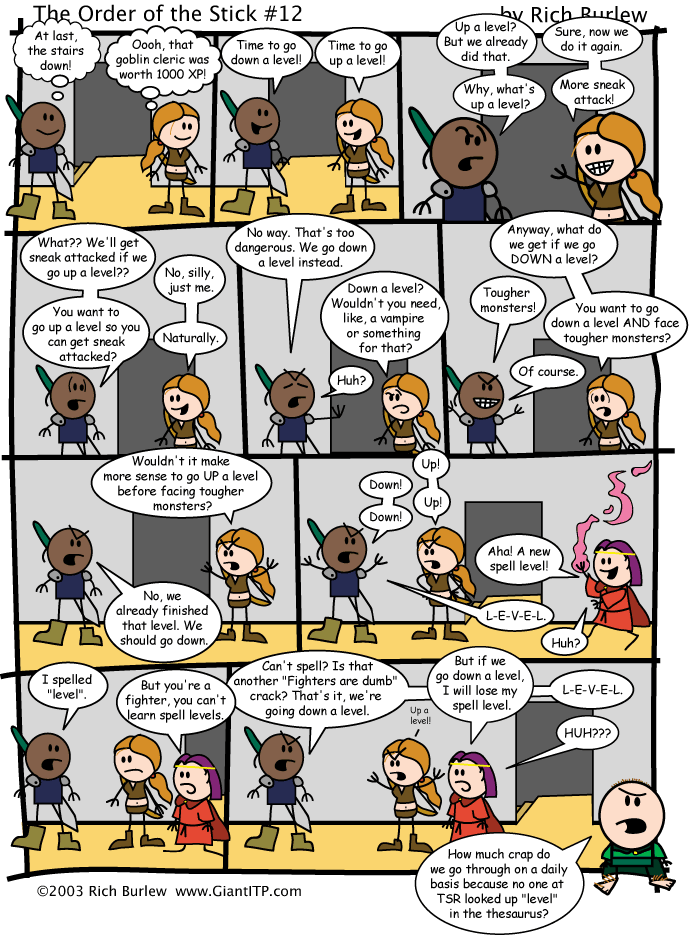 The Order of the Stick #12
by Rich Burlew
At last,
the stairs
down!
Oooh, that
goblin cleric was
worth 1000 XP!
Time to go
down a level!
Time to go
up a level!
Up a level?
But we already
did that.
Why, what's
up a level?
Sure, now we
do it again.
More sneak
attack!
What?? We'll get
sneak attacked if we
go up a level??
No, silly,
just me.
You want to
go up a level so you
can get sneak
attacked?
Naturally.
No way. That's too
dangerous. We go down
a level instead.
Down a level?
Wouldn't you need,
like, a vampire
or something
for that?
Huh?
Anyway, what do
we get if we go
DOWN a level?
Tougher
monsters!
You want to go
down a level AND face
tougher monsters?
Of course.
Wouldn't it make
more sense to go UP a level
before facing tougher
monsters?
No, we
already finished
that level. We
should go down.
Down!
Up!
Down!
Up!
Aha! A new
spell level!
L-E-V-E-L.
Huh?
I spelled
"level".
But you're a
fighter, you can't
learn spell levels.
Can't spell? Is that
another "Fighters are dumb"
crack? That's it, we're
going down a level.
L-E-V-E-L.
Up a
level!
But if we
go down a level,
I will lose my
spell level.
HUH???
How much crap do
we go through on a daily
basis because no one at
TSR looked up "level"
in the thesaurus?
©2003 Rich Burlew www.GiantITP.com